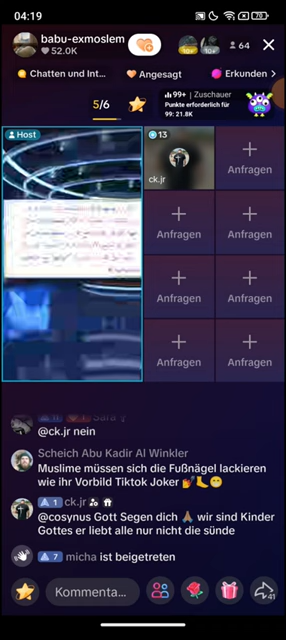 04:19
70
babu-exmoslem
52.0K
10+
10+
64
Chatten und Int...
Angesagt
Erkunden >
5/6
99+ | Zuschauer
Punkte erforderlich für
99: 21.8K
Host
13
ck.jr
Anfragen
Anfragen
Anfragen
Anfragen
Anfragen
Anfragen
Anfragen
@ck.jr nein
Scheich Abu Kadir Al Winkler
Muslime müssen sich die Fußnägel lackieren
wie ihr Vorbild Tiktok Joker 💅🦶😁
1 ck.jr
@cosynus Gott Segen dich 🙏🏽 wir sind Kinder
Gottes er liebt alle nur nicht die sünde
7 micha ist beigetreten
Kommenta...
41